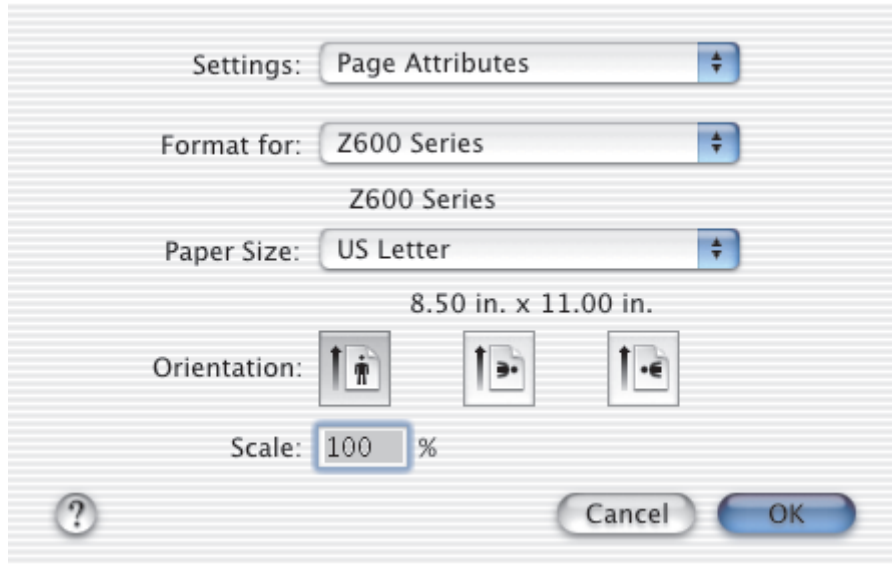 Settings: Page Attributes
Format for: Z600 Series
Z600 Series
Paper Size: US Letter
8.50 in. x 11.00 in.
Orientation:
Scale: 100 %
? Cancel OK